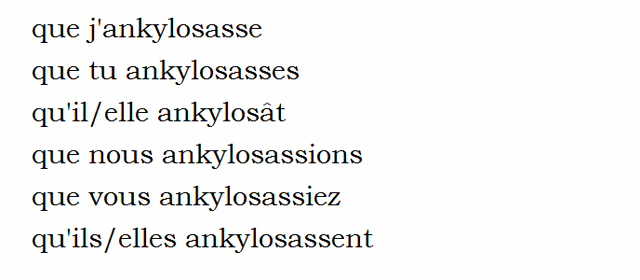 que j'ankylosasse
que tu ankylosasses
qu'il/elle ankylosât
que nous ankylosassions
que vous ankylosassiez
qu'ils/elles ankylosassent